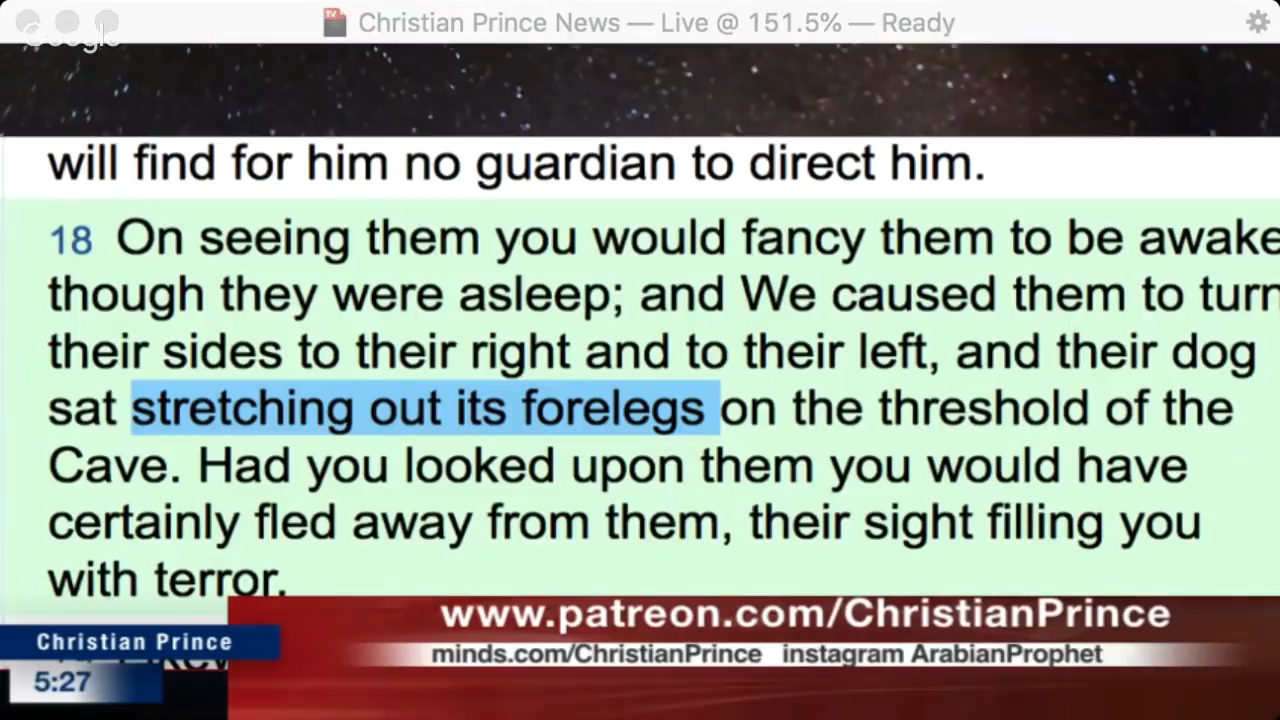 Christian Prince News — Live @ 151.5% — Ready
Google
will find for him no guardian to direct him.
18 On seeing them you would fancy them to be awake
though they were asleep; and We caused them to turn
their sides to their right and to their left, and their dog
sat stretching out its forelegs on the threshold of the
Cave. Had you looked upon them you would have
certainly fled away from them, their sight filling you
with terror.
www.patreon.com/ChristianPrince
Christian Prince
minds.com/ChristianPrince instagram ArabianProphet
5:27